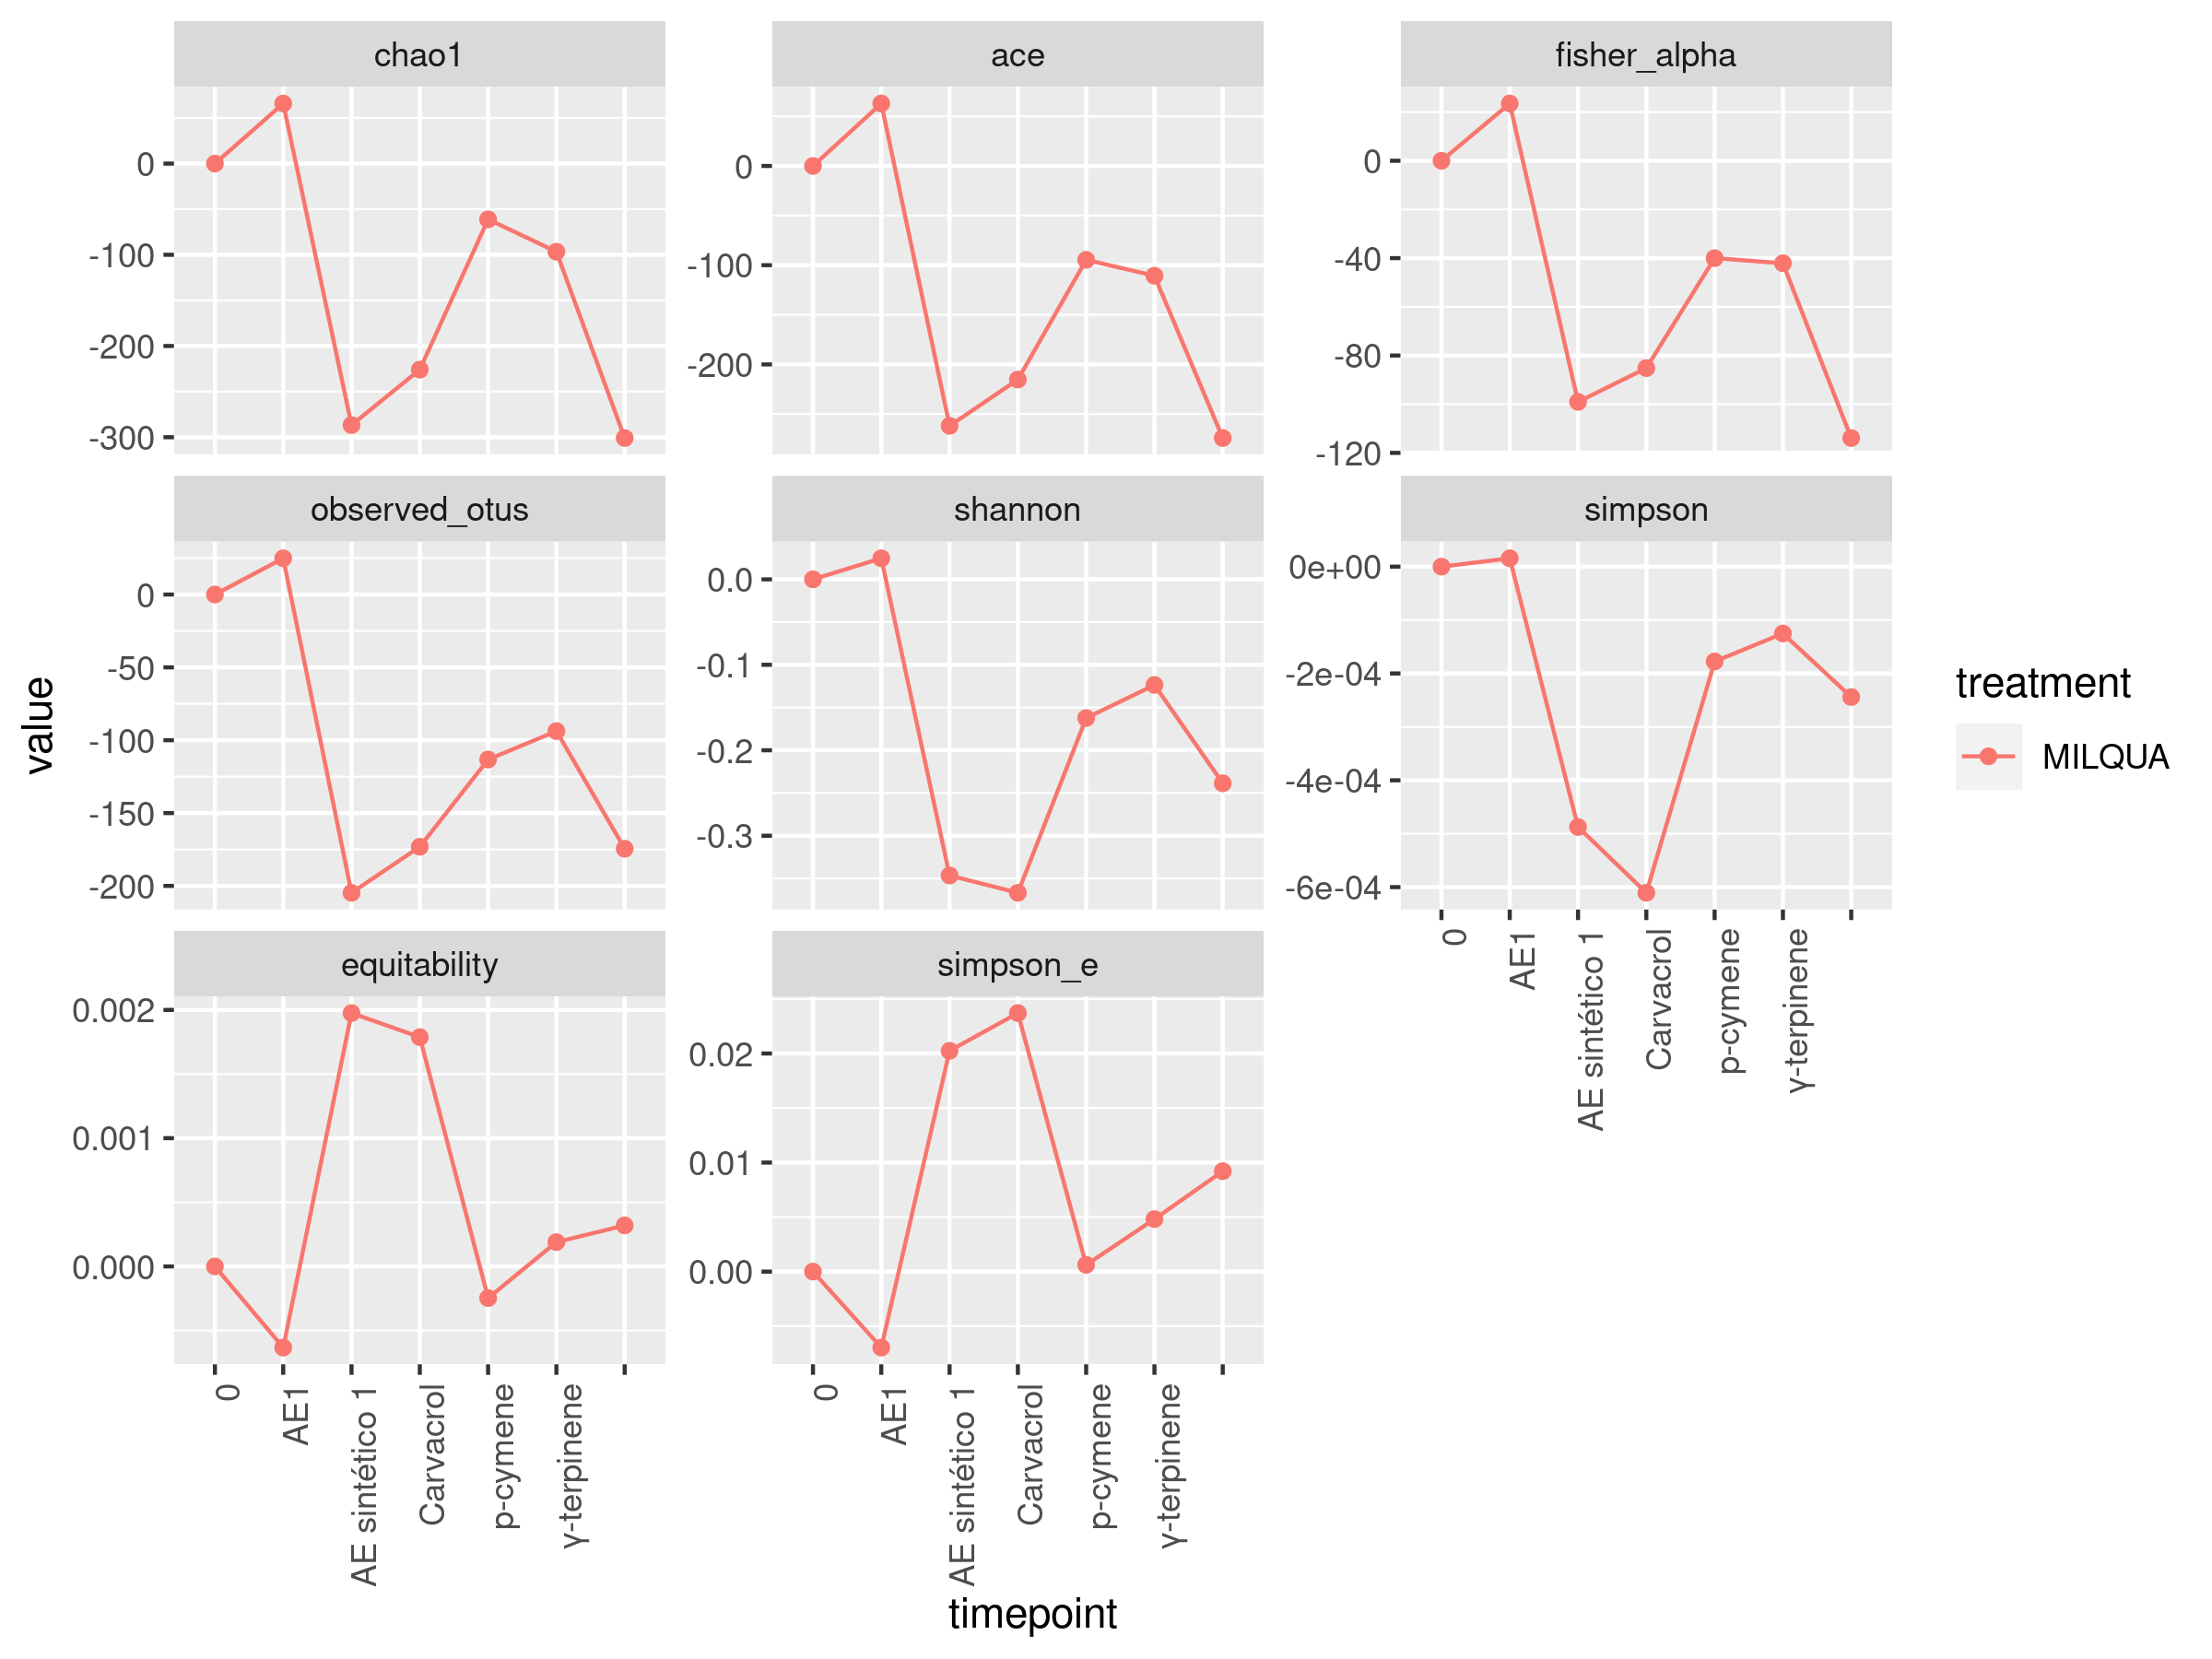 chao1
ace
fisher_alpha
0
-100
-200
-300
0
-100
-200
0
-40
-80
-120
observed_otus
shannon
simpson
0
-50
-100
-150
-200
0.0
-0.1
-0.2
-0.3
0e+00
-2e-04
-4e-04
-6e-04
0
AE1
AE sintético 1
Carvacrol
p-cymene
γ-terpinene
equitability
simpson_e
0.002
0.001
0.000
0.02
0.01
0.00
0
AE1
AE sintético 1
Carvacrol
p-cymene
γ-terpinene
0
AE1
AE sintético 1
Carvacrol
p-cymene
γ-terpinene
value
timepoint
treatment
MILQUA